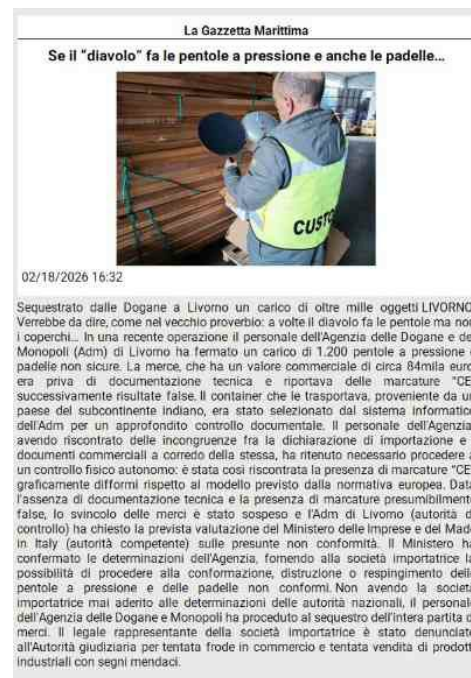 La Gazzetta Marittima
Se il “diavolo” fa le pentole a pressione e anche le padelle…
CUSTO
02/18/2026 16:32
Sequestrato dalle Dogane a Livorno un carico di oltre mille oggetti LIVORNO.
Verrebbe da dire, come nel vecchio proverbio: a volte il diavolo fa le pentole ma non
i coperchi… In una recente operazione il personale dell'Agenzia delle Dogane e dei
Monopoli (Adm) di Livorno ha fermato un carico di 1.200 pentole a pressione e
padelle non sicure. La merce, che ha un valore commerciale di circa 84mila euro,
era priva di documentazione tecnica e riportava delle marcature “CE”
successivamente risultate false. Il container che le trasportava, proveniente da un
paese del subcontinente indiano, era stato selezionato dal sistema informatico
dell'Adm per un approfondito controllo documentale. Il personale dell'Agenzia,
avendo riscontrato delle incongruenze fra la dichiarazione di importazione e i
documenti commerciali a corredo della stessa, ha ritenuto necessario procedere a
un controllo fisico autonomo: è stata così riscontrata la presenza di marcature “CE”
graficamente difformi rispetto al modello previsto dalla normativa europea. Data
l'assenza di documentazione tecnica e la presenza di marcature presumibilmente
false, lo svincolo delle merci è stato sospeso e l'Adm di Livorno (autorità di
controllo) ha chiesto la prevista valutazione del Ministero delle Imprese e del Made
in Italy (autorità competente) sulle presunte non conformità. Il Ministero ha
confermato le determinazioni dell'Agenzia, fornendo alla società importatrice la
possibilità di procedere alla conformazione, distruzione o respingimento delle
pentole a pressione e delle padelle non conformi. Non avendo la società
importatrice mai aderito alle determinazioni delle autorità nazionali, il personale
dell'Agenzia delle Dogane e Monopoli ha proceduto al sequestro dell'intera partita di
merci. Il legale rappresentante della società importatrice è stato denunciato
all'Autorità giudiziaria per tentata frode in commercio e tentata vendita di prodotti
industriali con segni mendaci.